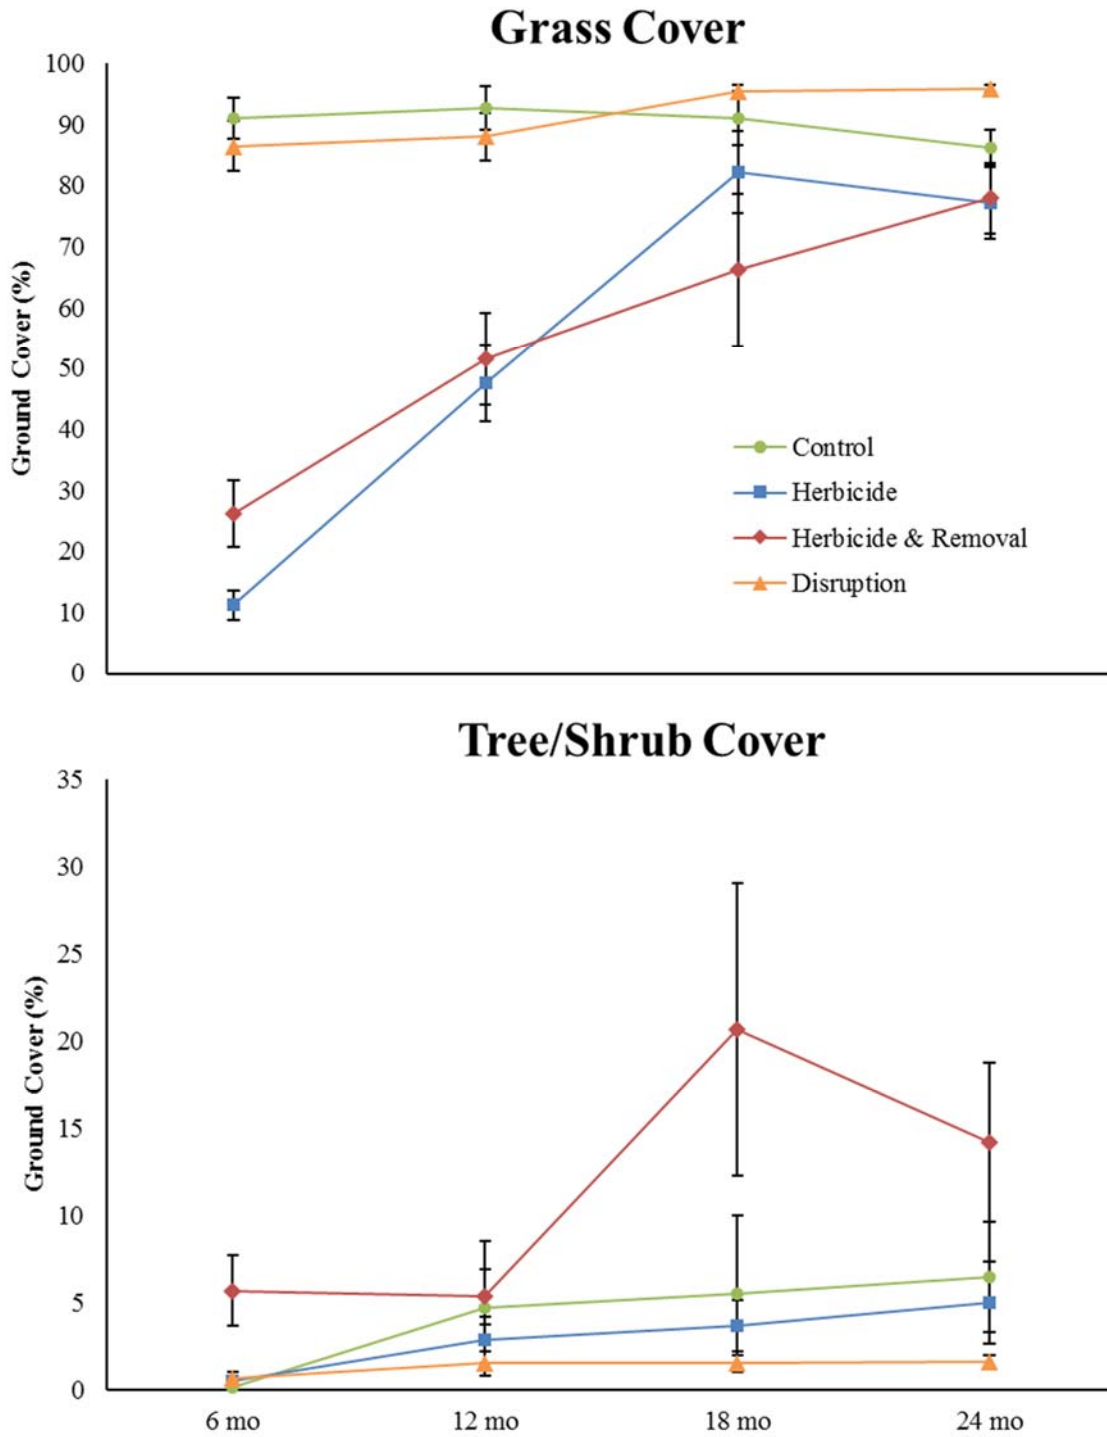 Grass Cover
100
90
80
70
60
50
40
30
20
10
0
Ground Cover (%)
Control
Herbicide
Herbicide & Removal
Disruption
Tree/Shrub Cover
35
30
25
20
15
10
5
0
Ground Cover (%)
6 mo 12 mo 18 mo 24 mo